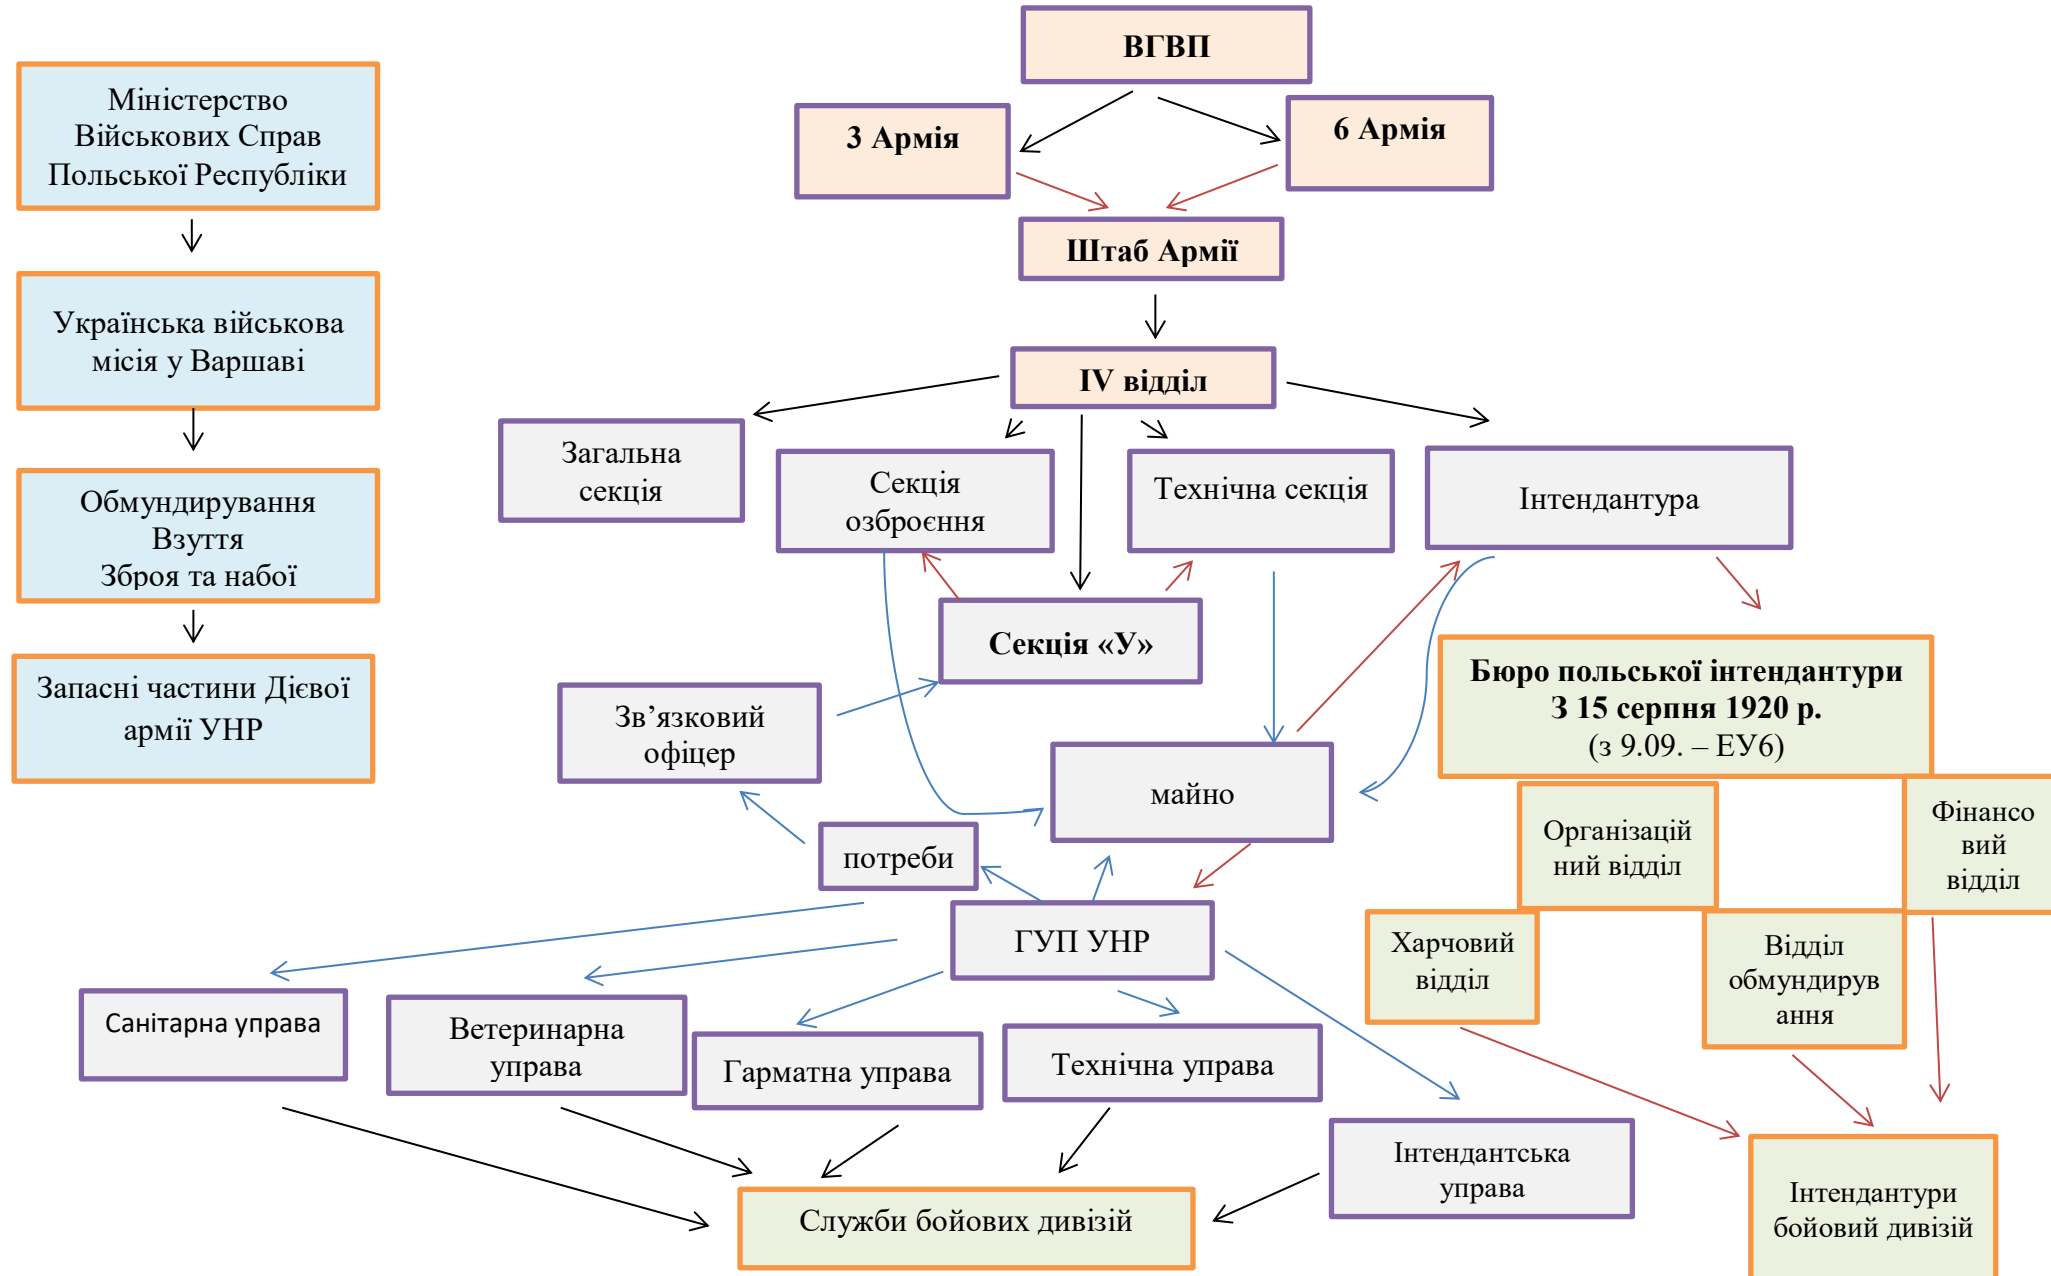 ВГВП
3 Армія
6 Армія
Штаб Армії
IV відділ
Міністерство
Військових Справ
Польської Республіки
Українська військова
місія у Варшаві
Обмундирування
Взуття
Зброя та набої
Запасні частини Дієвої
армії УНР
Загальна
секція
Секція
озброєння
Технічна секція
Інтендантура
Секція «У»
Зв’язковий
офіцер
майно
потреби
ГУП УНР
Бюро польської інтендантури
З 15 серпня 1920 р.
(з 9.09. – ЕУ6)
Організацій
ний відділ
Фінансо
вий
відділ
Харчовий
відділ
Відділ
обмундирув
ання
Санітарна управа
Ветеринарна
управа
Гарматна управа
Технічна управа
Інтендантська
управа
Служби бойових дивізій
Інтендантури
бойовий дивізій